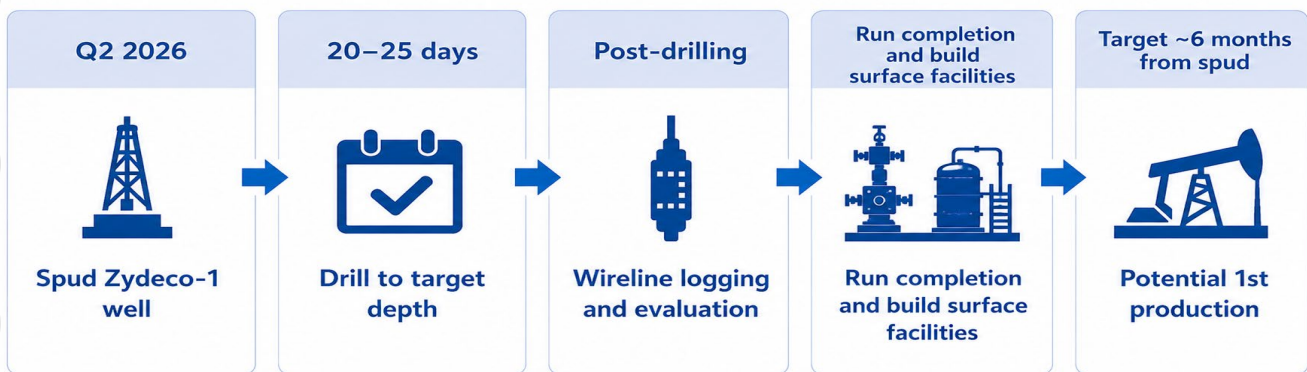 Q2 2026
Spud Zydeco-1
well
20–25 days
Drill to target
depth
Post-drilling
Wireline logging
and evaluation
Run completion
and build
surface facilities
Run completion
and build surface
facilities
Target ~6 months
from spud
Potential 1st
production